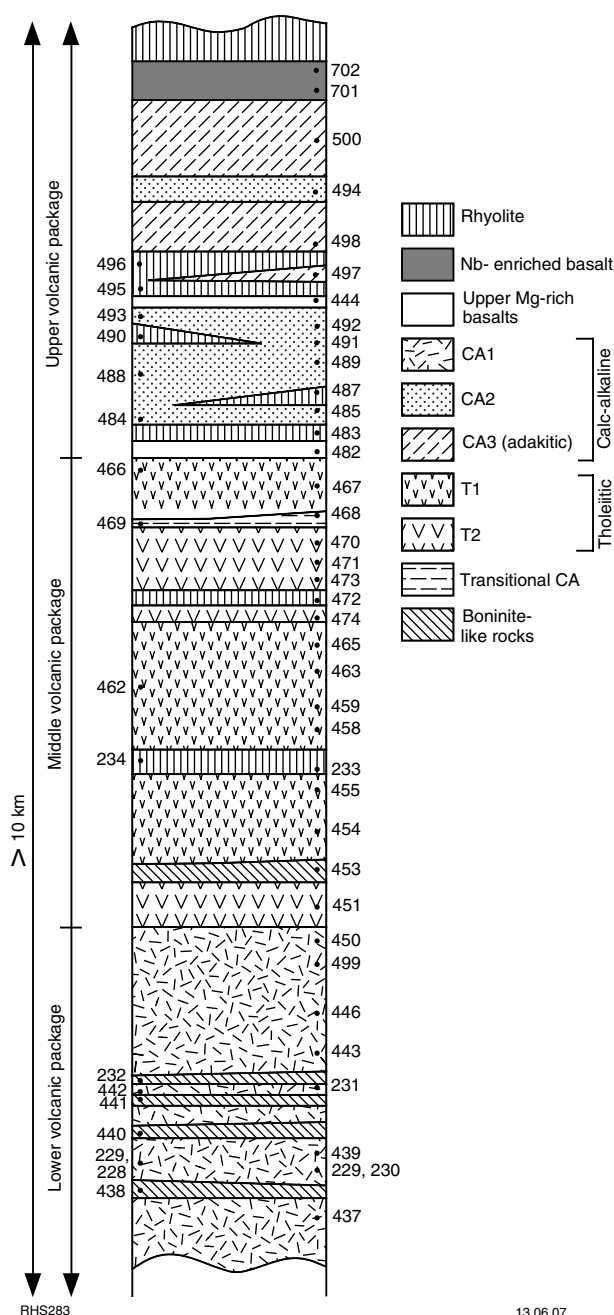 702
701
500
494
498
496
497
495
444
493
492
490
491
489
488
487
485
484
483
482
466
467
468
469
470
471
473
472
474
465
463
462
459
458
234
233
455
454
453
451
450
499
446
443
232
231
442
441
440
439
229,
228
229, 230
438
437
Upper volcanic package
Middle volcanic package
Lower volcanic package
> 10 km
Rhyolite
Nb- enriched basalt
Upper Mg-rich
basalts
CA1
CA2
CA3 (adakitic)
Calc-alkaline
T1
T2
Tholeiitic
Transitional CA
Boninite-
like rocks
RHS283
13.06.07